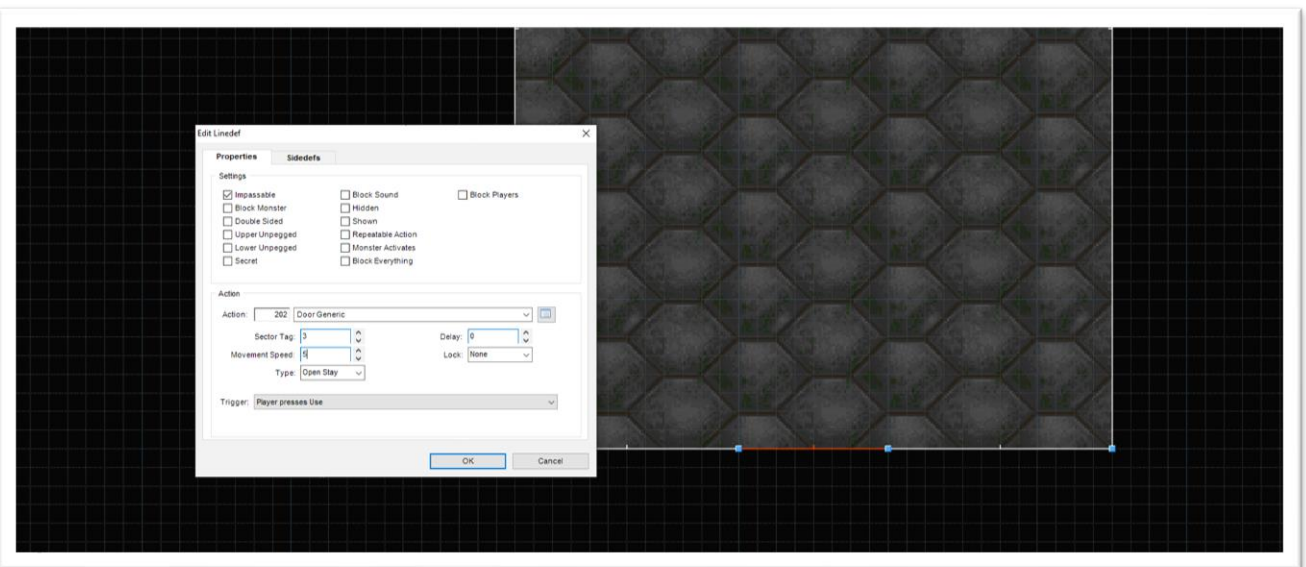 Edit Linedef
Properties Sidedefs
Settings
Impassable Block Sound Block Players
Block Monster Hidden
Double Sided Shown
Upper Unpegged Repeatable Action
Lower Unpegged Monster Activates
Secret Block Everything
Action
Action: 202 Door Generic
Sector Tag: 3 Delay: 0
Movement Speed: 5 Lock: None
Type: Open Stay
Trigger: Player presses Use
OK Cancel